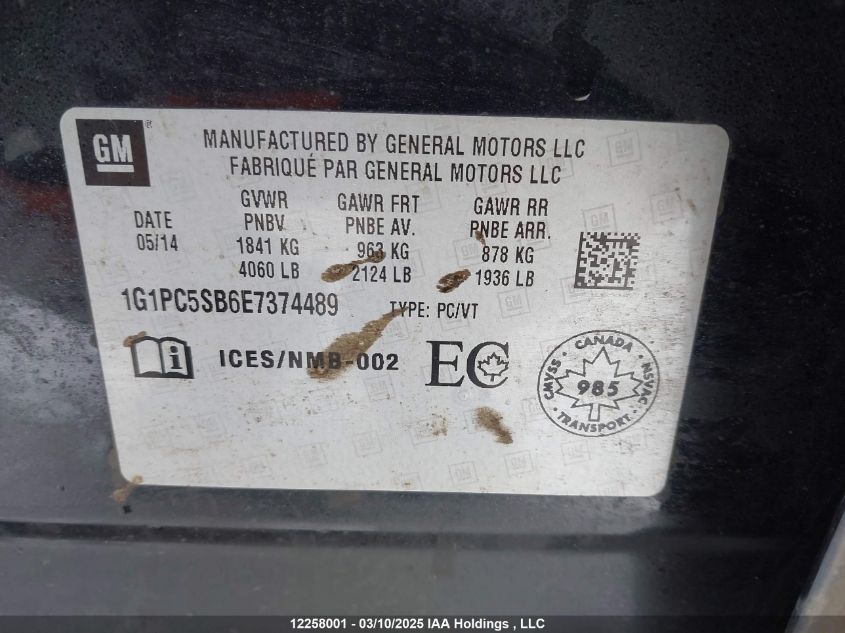 GM
MANUFACTURED BY GENERAL MOTORS LLC
FABRIQUÉ PAR GENERAL MOTORS LLC
DATE
05/14
GVWR
PNBV
1841 KG
4060 LB
GAWR FRT
PNBE AV.
963 KG
2124 LB
GAWR RR
PNBE ARR.
878 KG
1936 LB
1G1PC5SB6E7374489 TYPE: PC/VT
i ICES/NMB-002 EC
CANADA
CMVSS NSVAC
985
TRANSPORT
12258001 - 03/10/2025 IAA Holdings , LLC